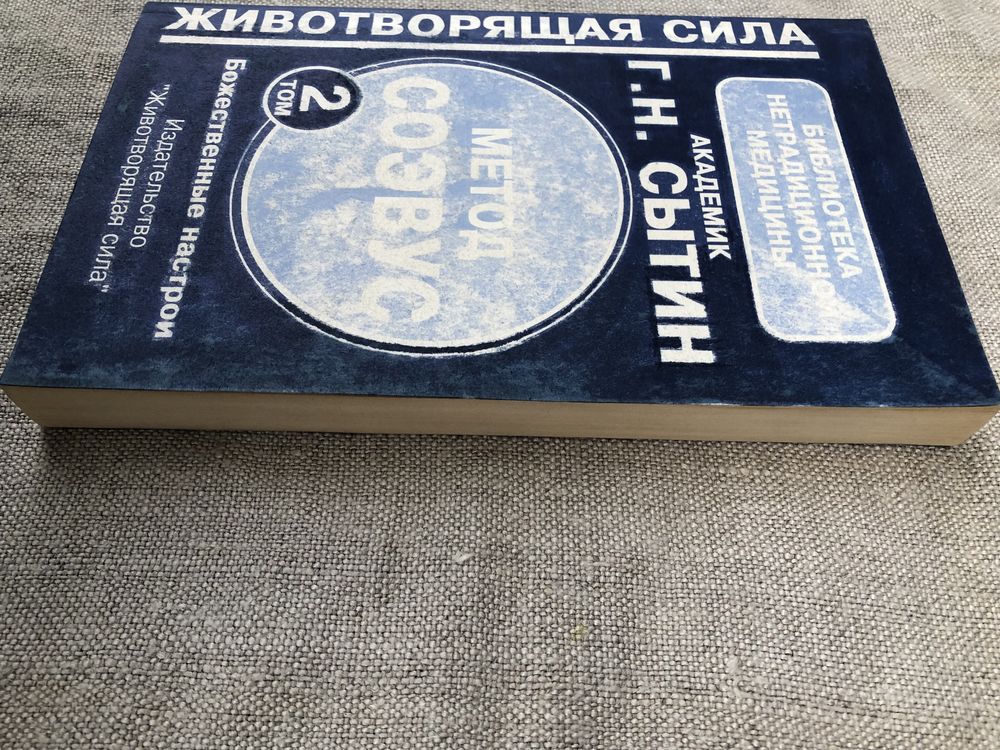 БИБЛИОТЕКА
НЕТРАДИЦИОННОЙ
МЕДИЦИНЫ
АКАДЕМИК
Г.Н. СЫТИН
МЕТОД
СОЭВУС
2
ТОМ
Божественные настрои
Издательство
"Животворящая сила"
ЖИВОТВОРЯЩАЯ СИЛА